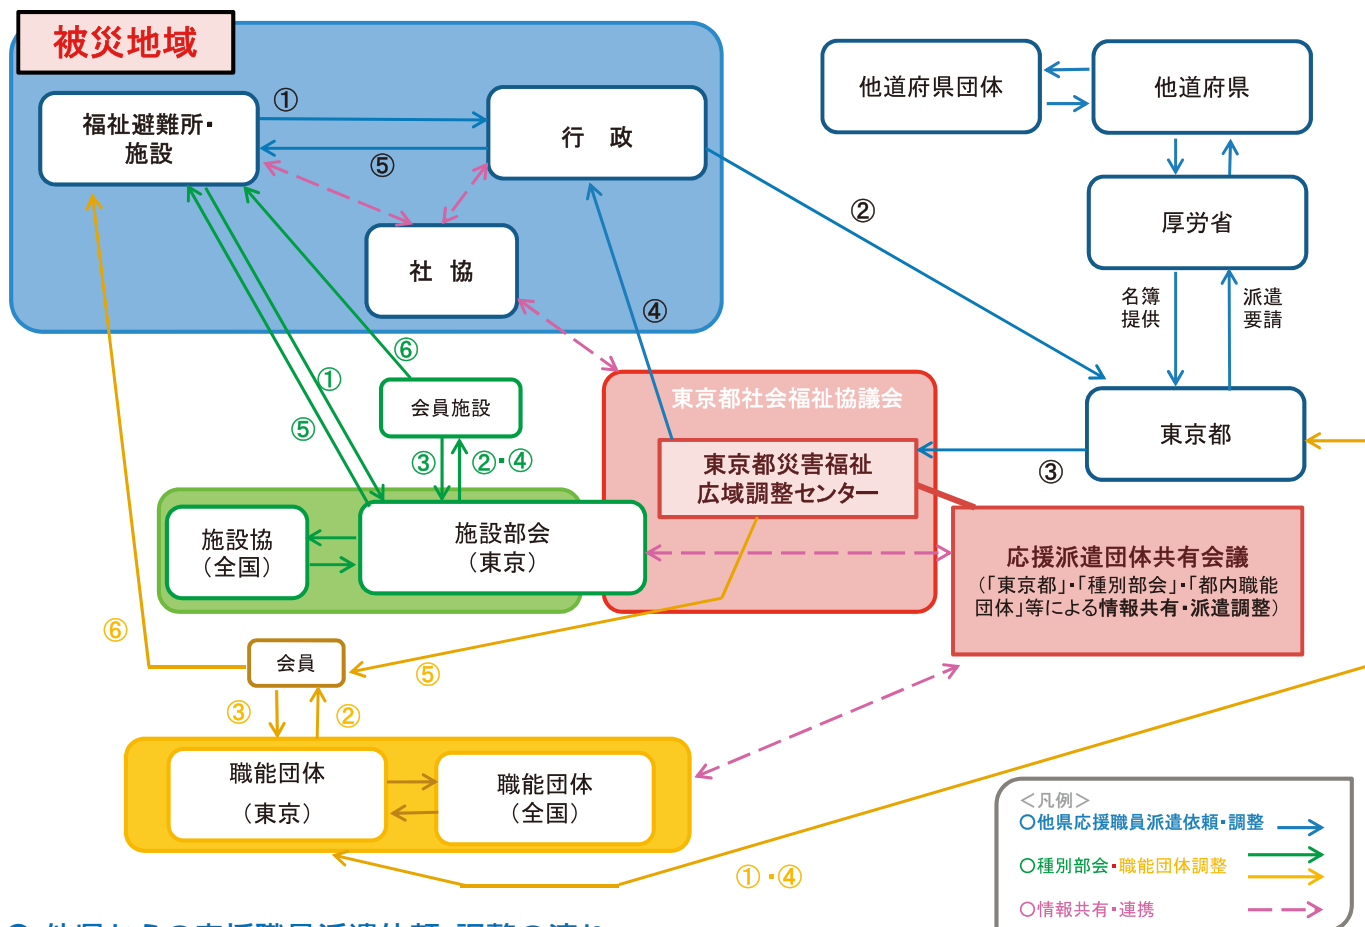 被災地域
福祉避難所・
施設
①
⑤
行　政
社　協
他道府県団体
他道府県
厚労省
名簿
提供
派遣
要請
②
④
東京都
③
⑥
①
⑤
会員施設
③
②・④
東京都社会福祉協議会
東京都災害福祉
広域調整センター
施設協
（全国）
施設部会
（東京）
応援派遣団体共有会議
（「東京都」・「種別部会」・「都内職能
団体」等による情報共有・派遣調整）
⑥
会員
⑤
③
②
職能団体
（東京）
職能団体
（全国）
①・④
＜凡例＞
○他県応援職員派遣依頼・調整
○種別部会・職能団体調整
○情報共有・連携